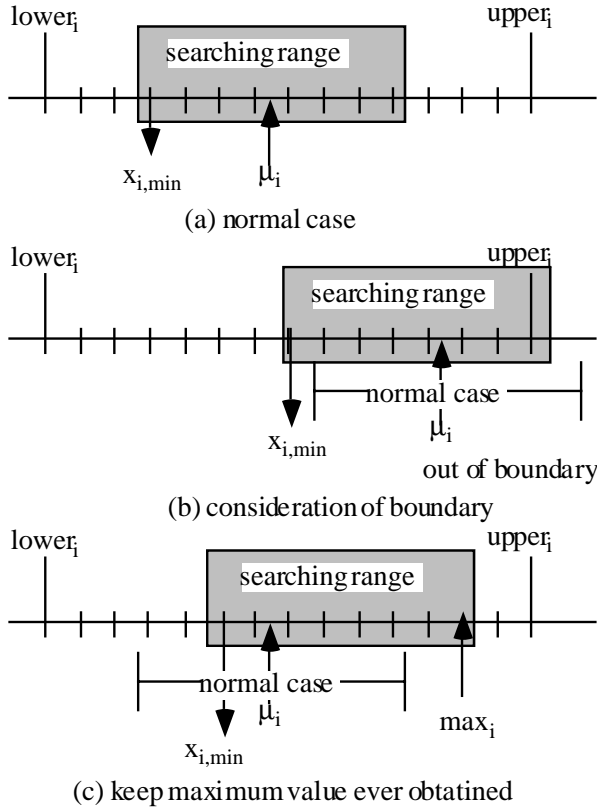 lower_i upper_i
searching range
x_i,min μ_i
(a) normal case
lower_i upper_i
searching range
normal case
x_i,min μ_i
out of boundary
(b) consideration of boundary
lower_i upper_i
searching range
normal case
μ_i max_i
x_i,min
(c) keep maximum value ever obtatined